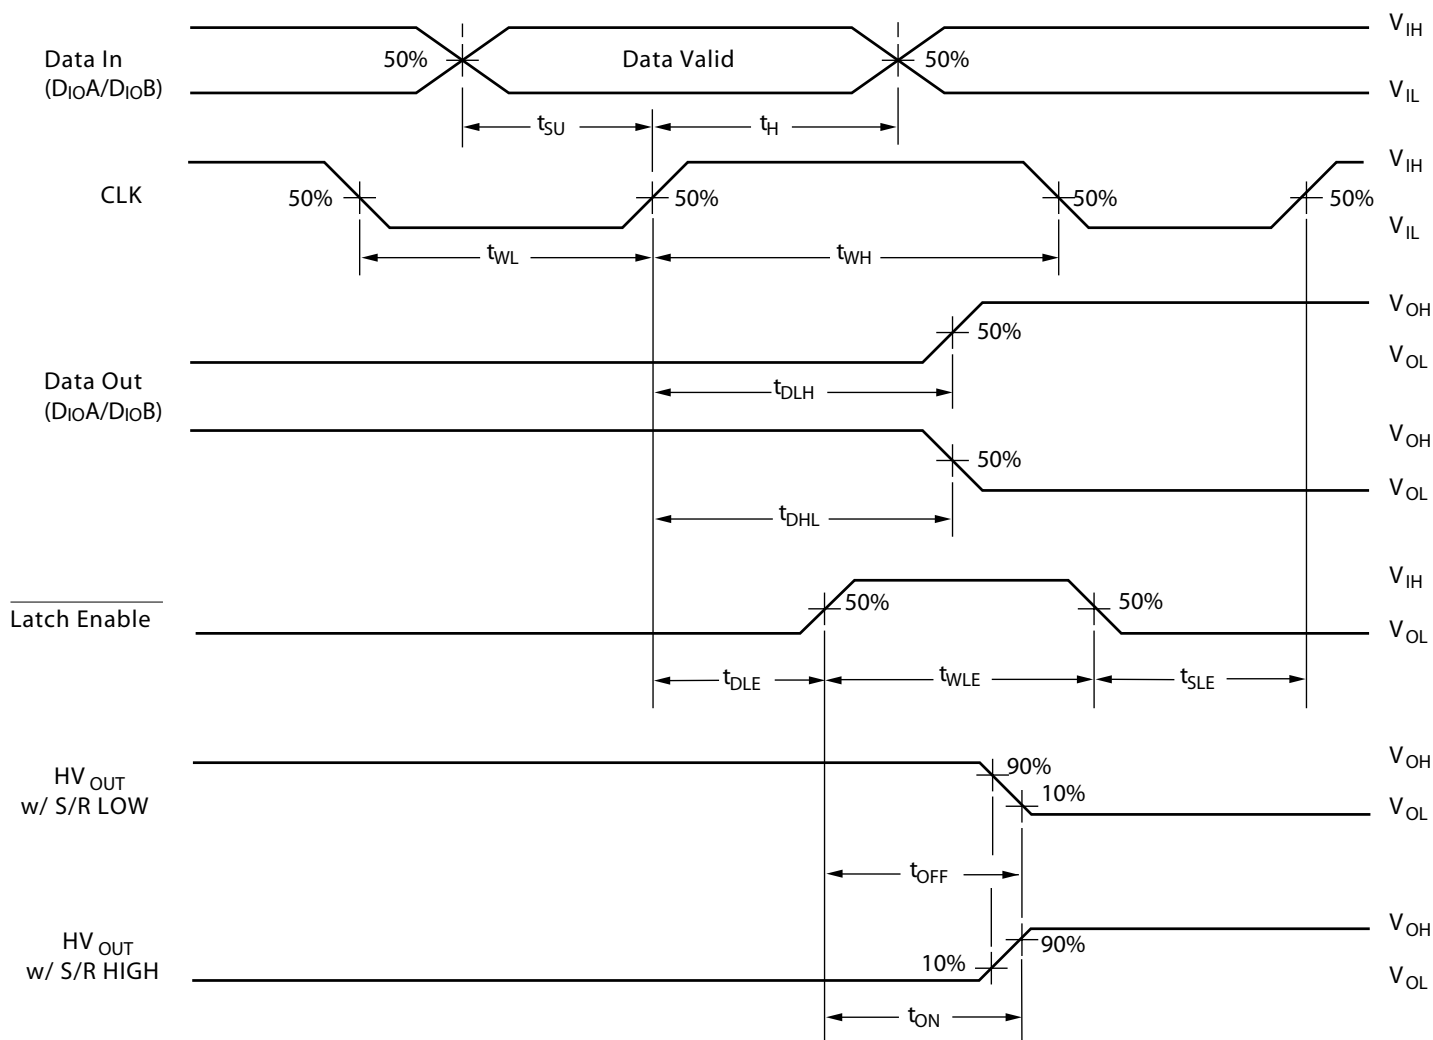 V_IH
Data In
(D_IOA/D_IOB)
50%
Data Valid
50%
V_IL
t_SU
t_H
V_IH
CLK
50%
50%
50%
50%
V_IL
t_WL
t_WH
V_OH
50%
V_OL
Data Out
(D_IOA/D_IOB)
t_DLH
V_OH
50%
V_OL
t_DHL
V_IH
Latch Enable
50%
50%
V_OL
t_DLE
t_WLE
t_SLE
V_OH
HV_OUT
w/ S/R LOW
90%
10%
V_OL
t_OFF
V_OH
HV_OUT
w/ S/R HIGH
90%
10%
V_OL
t_ON